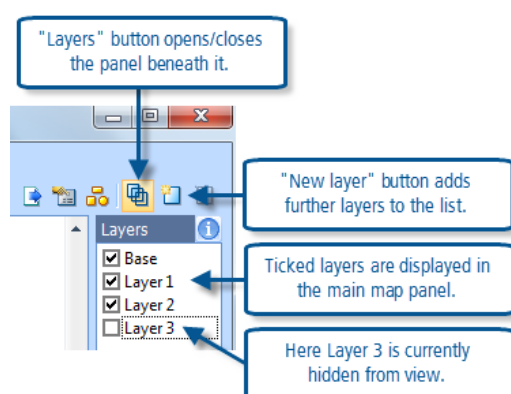 "Layers" button opens/closes
the panel beneath it.
"New layer" button adds
further layers to the list.
Layers
Base
Layer 1
Layer 2
Layer 3
Ticked layers are displayed in
the main map panel.
Here Layer 3 is currently
hidden from view.